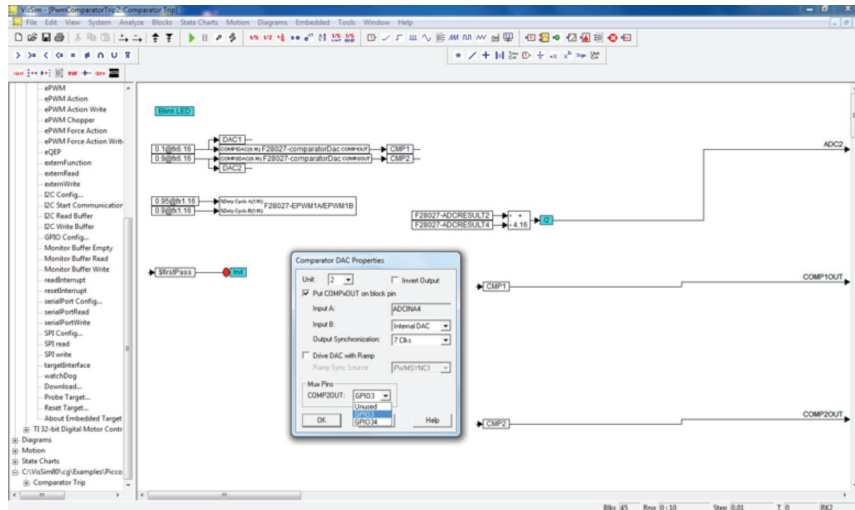 VisSim - [PwmComparatorTrip2:Comparator Trip]
File Edit View System Analyze Blocks State Charts Motion Diagrams Embedded Tools Window Help
ePWM
ePWM Action
ePWM Action Write
ePWM Chopper
ePWM Force Action
ePWM Force Action Write
eQEP
externFunction
externRead
externWrite
I2C Config...
I2C Start Communication
I2C Read Buffer
I2C Write Buffer
GPIO Config...
Monitor Buffer Empty
Monitor Buffer Read
Monitor Buffer Write
readInterrupt
resetInterrupt
serialPort Config...
serialPortRead
serialPortWrite
SPI Config...
SPI read
SPI write
targetInterface
watchDog
Download...
Probe Target...
Reset Target...
About Embedded Target
TI 32-bit Digital Motor Contr
Diagrams
Motion
State Charts
C:\VisSim80\cg\Examples\Picco
Comparator Trip
Blink LED
DAC1
0.1@fx6.16 F28027-comparatorDac COMP1OUT CMP1
0.9@fx6.16 F28027-comparatorDac COMP2OUT CMP2
DAC2
0.95@fx1.16
0.9@fx1.16
F28027-EPWM1A/EPWM1B
$firstPass Init
F28027-ADCRESULT2
F28027-ADCRESULT4
4.16
ADC2
CMP1
COMP1OUT
CMP2
COMP2OUT
Comparator DAC Properties
Unit: 2 Invert Output
Put COMPxOUT on block pin
Input A: ADCINA4
Input B: Internal DAC
Output Synchronization: 7 Clks
Drive DAC with Ramp
Ramp Sync Source: PWMSYNC1
Mux Pins
COMP2OUT: GPIO3
Unused
GPIO3
GPIO34
OK Help
Blks 45 Rng 0:10 Step 0.01 T 0 RK2